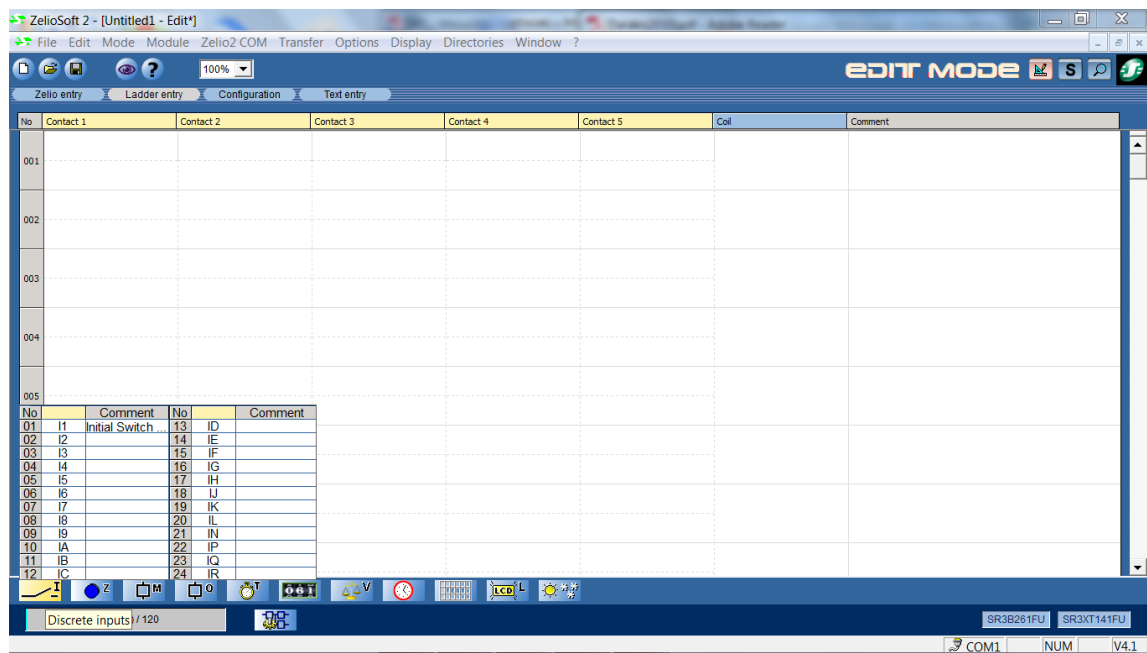 ZelioSoft 2 - [Untitled1 - Edit*]
File Edit Mode Module Zelio2 COM Transfer Options Display Directories Window ?
100% EDIT MODE S
Zelio entry Ladder entry Configuration Text entry
No Contact 1 Contact 2 Contact 3 Contact 4 Contact 5 Coil Comment
001
002
003
004
005
No Comment No Comment
01 I1 Initial Switch ... 13 ID
02 I2 14 IE
03 I3 15 IF
04 I4 16 IG
05 I5 17 IH
06 I6 18 IJ
07 I7 19 IK
08 I8 20 IL
09 I9 21 IN
10 IA 22 IP
11 IB 23 IQ
12 IC 24 IR
I Z M Q T 061 V LCD L
Discrete inputs / 120 SR3B261FU SR3XT141FU
COM1 NUM V4.1